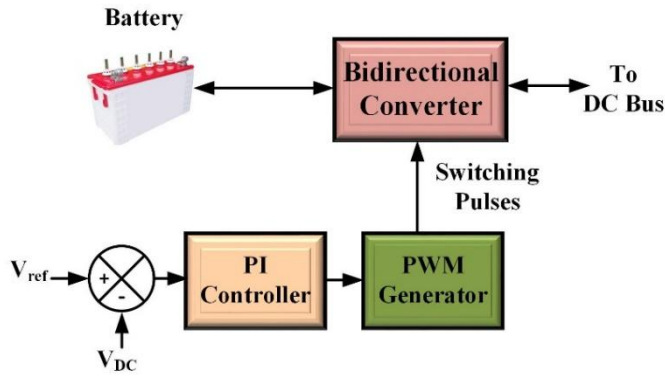 Battery
Bidirectional
Converter
To
DC Bus
Switching
Pulses
Vref
+
-
PI
Controller
PWM
Generator
VDC